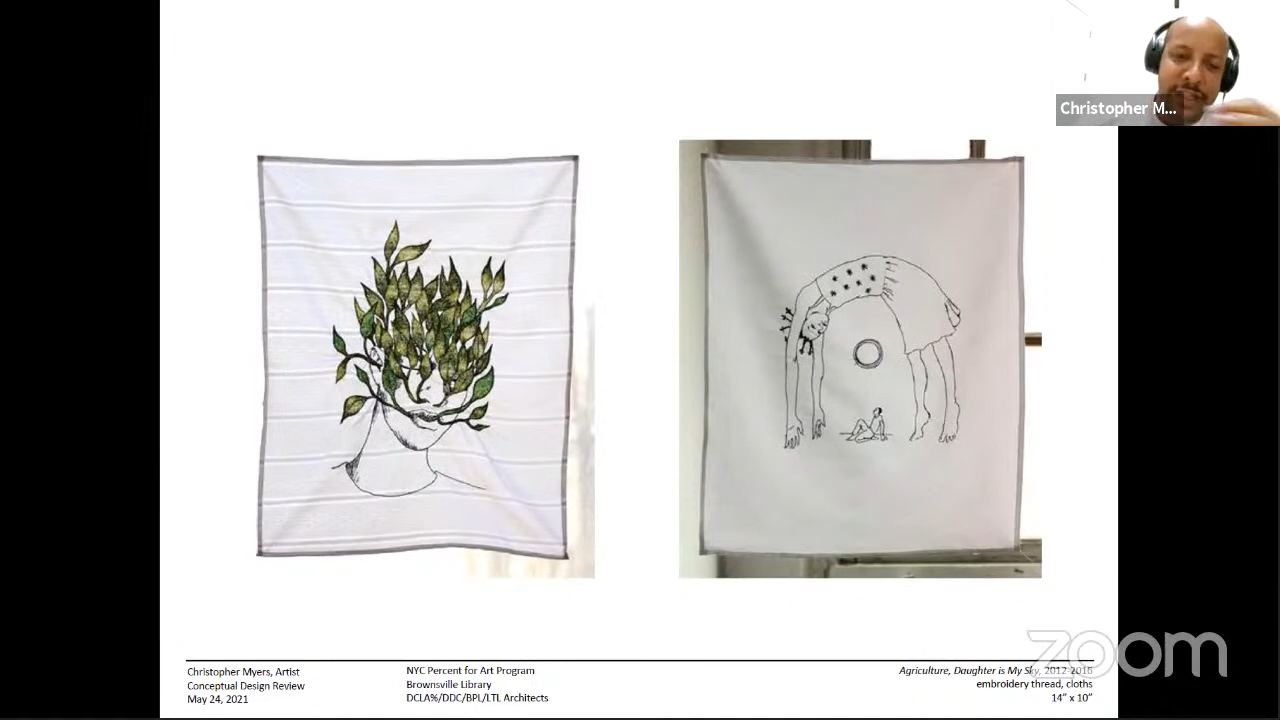 Christopher M...
Christopher Myers, Artist
Conceptual Design Review
May 24, 2021
NYC Percent for Art Program
Brownsville Library
DCLA%/DDC/BPL/LTL Architects
Agriculture, Daughter is My Sky, 2012-2016
embroidery thread, cloths
14” x 10”
zoom